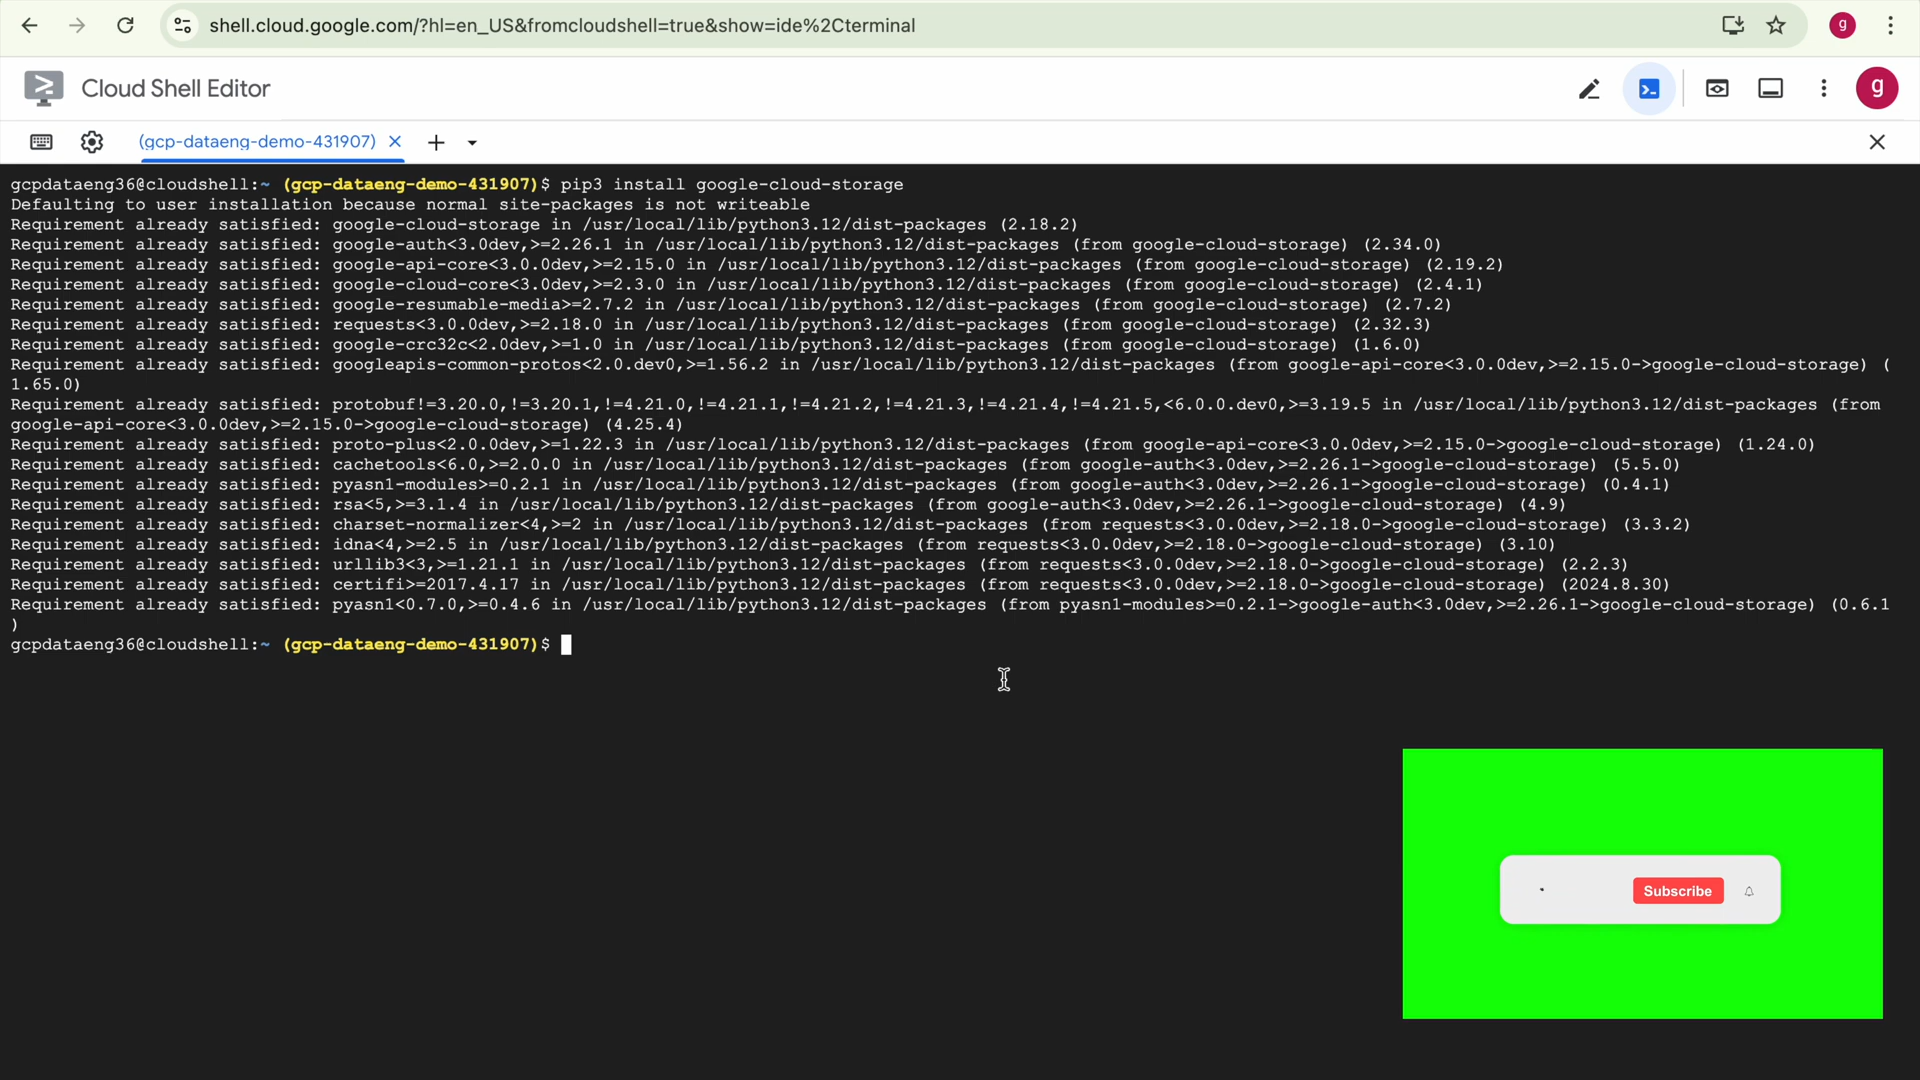 shell.cloud.google.com/?hl=en_US&fromcloudshell=true&show=ide%2Cterminal
g
Cloud Shell Editor
g
(gcp-dataeng-demo-431907)
gcpdataeng36@cloudshell:~ (gcp-dataeng-demo-431907)$ pip3 install google-cloud-storage
Defaulting to user installation because normal site-packages is not writeable
Requirement already satisfied: google-cloud-storage in /usr/local/lib/python3.12/dist-packages (2.18.2)
Requirement already satisfied: google-auth<3.0dev,>=2.26.1 in /usr/local/lib/python3.12/dist-packages (from google-cloud-storage) (2.34.0)
Requirement already satisfied: google-api-core<3.0.0dev,>=2.15.0 in /usr/local/lib/python3.12/dist-packages (from google-cloud-storage) (2.19.2)
Requirement already satisfied: google-cloud-core<3.0dev,>=2.3.0 in /usr/local/lib/python3.12/dist-packages (from google-cloud-storage) (2.4.1)
Requirement already satisfied: google-resumable-media>=2.7.2 in /usr/local/lib/python3.12/dist-packages (from google-cloud-storage) (2.7.2)
Requirement already satisfied: requests<3.0.0dev,>=2.18.0 in /usr/local/lib/python3.12/dist-packages (from google-cloud-storage) (2.32.3)
Requirement already satisfied: google-crc32c<2.0dev,>=1.0 in /usr/local/lib/python3.12/dist-packages (from google-cloud-storage) (1.6.0)
Requirement already satisfied: googleapis-common-protos<2.0.dev0,>=1.56.2 in /usr/local/lib/python3.12/dist-packages (from google-api-core<3.0.0dev,>=2.15.0->google-cloud-storage) (
1.65.0)
Requirement already satisfied: protobuf!=3.20.0,!=3.20.1,!=4.21.0,!=4.21.1,!=4.21.2,!=4.21.3,!=4.21.4,!=4.21.5,<6.0.0.dev0,>=3.19.5 in /usr/local/lib/python3.12/dist-packages (from
google-api-core<3.0.0dev,>=2.15.0->google-cloud-storage) (4.25.4)
Requirement already satisfied: proto-plus<2.0.0dev,>=1.22.3 in /usr/local/lib/python3.12/dist-packages (from google-api-core<3.0.0dev,>=2.15.0->google-cloud-storage) (1.24.0)
Requirement already satisfied: cachetools<6.0,>=2.0.0 in /usr/local/lib/python3.12/dist-packages (from google-auth<3.0dev,>=2.26.1->google-cloud-storage) (5.5.0)
Requirement already satisfied: pyasn1-modules>=0.2.1 in /usr/local/lib/python3.12/dist-packages (from google-auth<3.0dev,>=2.26.1->google-cloud-storage) (0.4.1)
Requirement already satisfied: rsa<5,>=3.1.4 in /usr/local/lib/python3.12/dist-packages (from google-auth<3.0dev,>=2.26.1->google-cloud-storage) (4.9)
Requirement already satisfied: charset-normalizer<4,>=2 in /usr/local/lib/python3.12/dist-packages (from requests<3.0.0dev,>=2.18.0->google-cloud-storage) (3.3.2)
Requirement already satisfied: idna<4,>=2.5 in /usr/local/lib/python3.12/dist-packages (from requests<3.0.0dev,>=2.18.0->google-cloud-storage) (3.10)
Requirement already satisfied: urllib3<3,>=1.21.1 in /usr/local/lib/python3.12/dist-packages (from requests<3.0.0dev,>=2.18.0->google-cloud-storage) (2.2.3)
Requirement already satisfied: certifi>=2017.4.17 in /usr/local/lib/python3.12/dist-packages (from requests<3.0.0dev,>=2.18.0->google-cloud-storage) (2024.8.30)
Requirement already satisfied: pyasn1<0.7.0,>=0.4.6 in /usr/local/lib/python3.12/dist-packages (from pyasn1-modules>=0.2.1->google-auth<3.0dev,>=2.26.1->google-cloud-storage) (0.6.1
)
gcpdataeng36@cloudshell:~ (gcp-dataeng-demo-431907)$
Subscribe